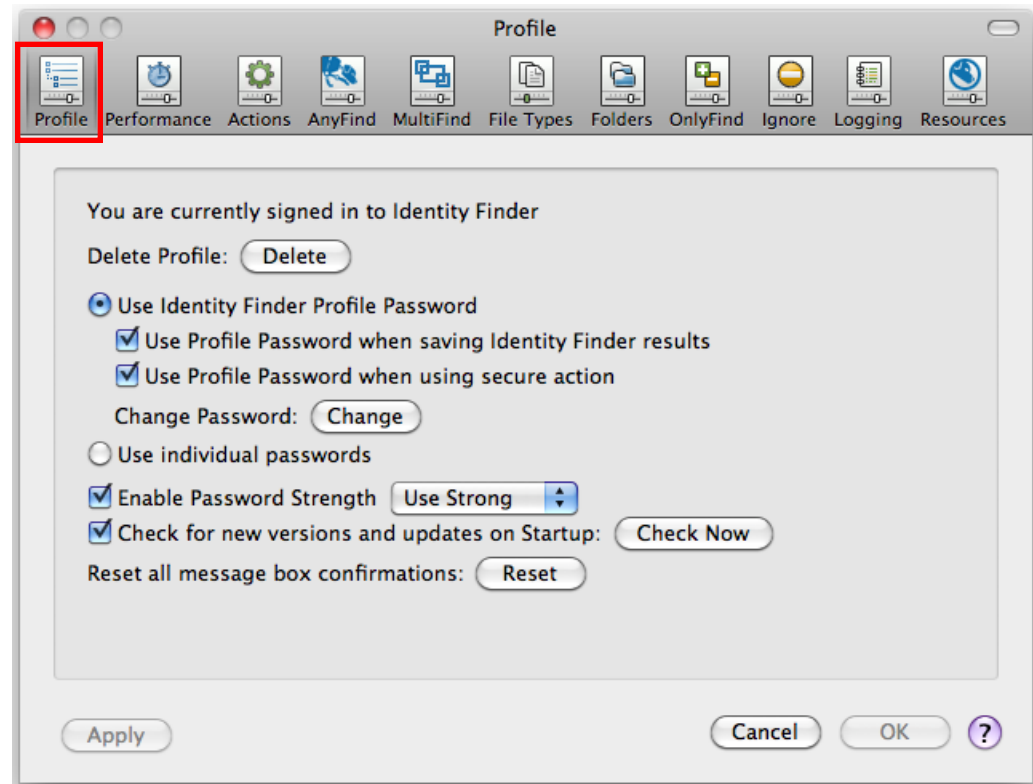 Profile
Profile Performance Actions AnyFind MultiFind File Types Folders OnlyFind Ignore Logging Resources
You are currently signed in to Identity Finder
Delete Profile: Delete
Use Identity Finder Profile Password
Use Profile Password when saving Identity Finder results
Use Profile Password when using secure action
Change Password: Change
Use individual passwords
Enable Password Strength Use Strong
Check for new versions and updates on Startup: Check Now
Reset all message box confirmations: Reset
Apply Cancel OK ?